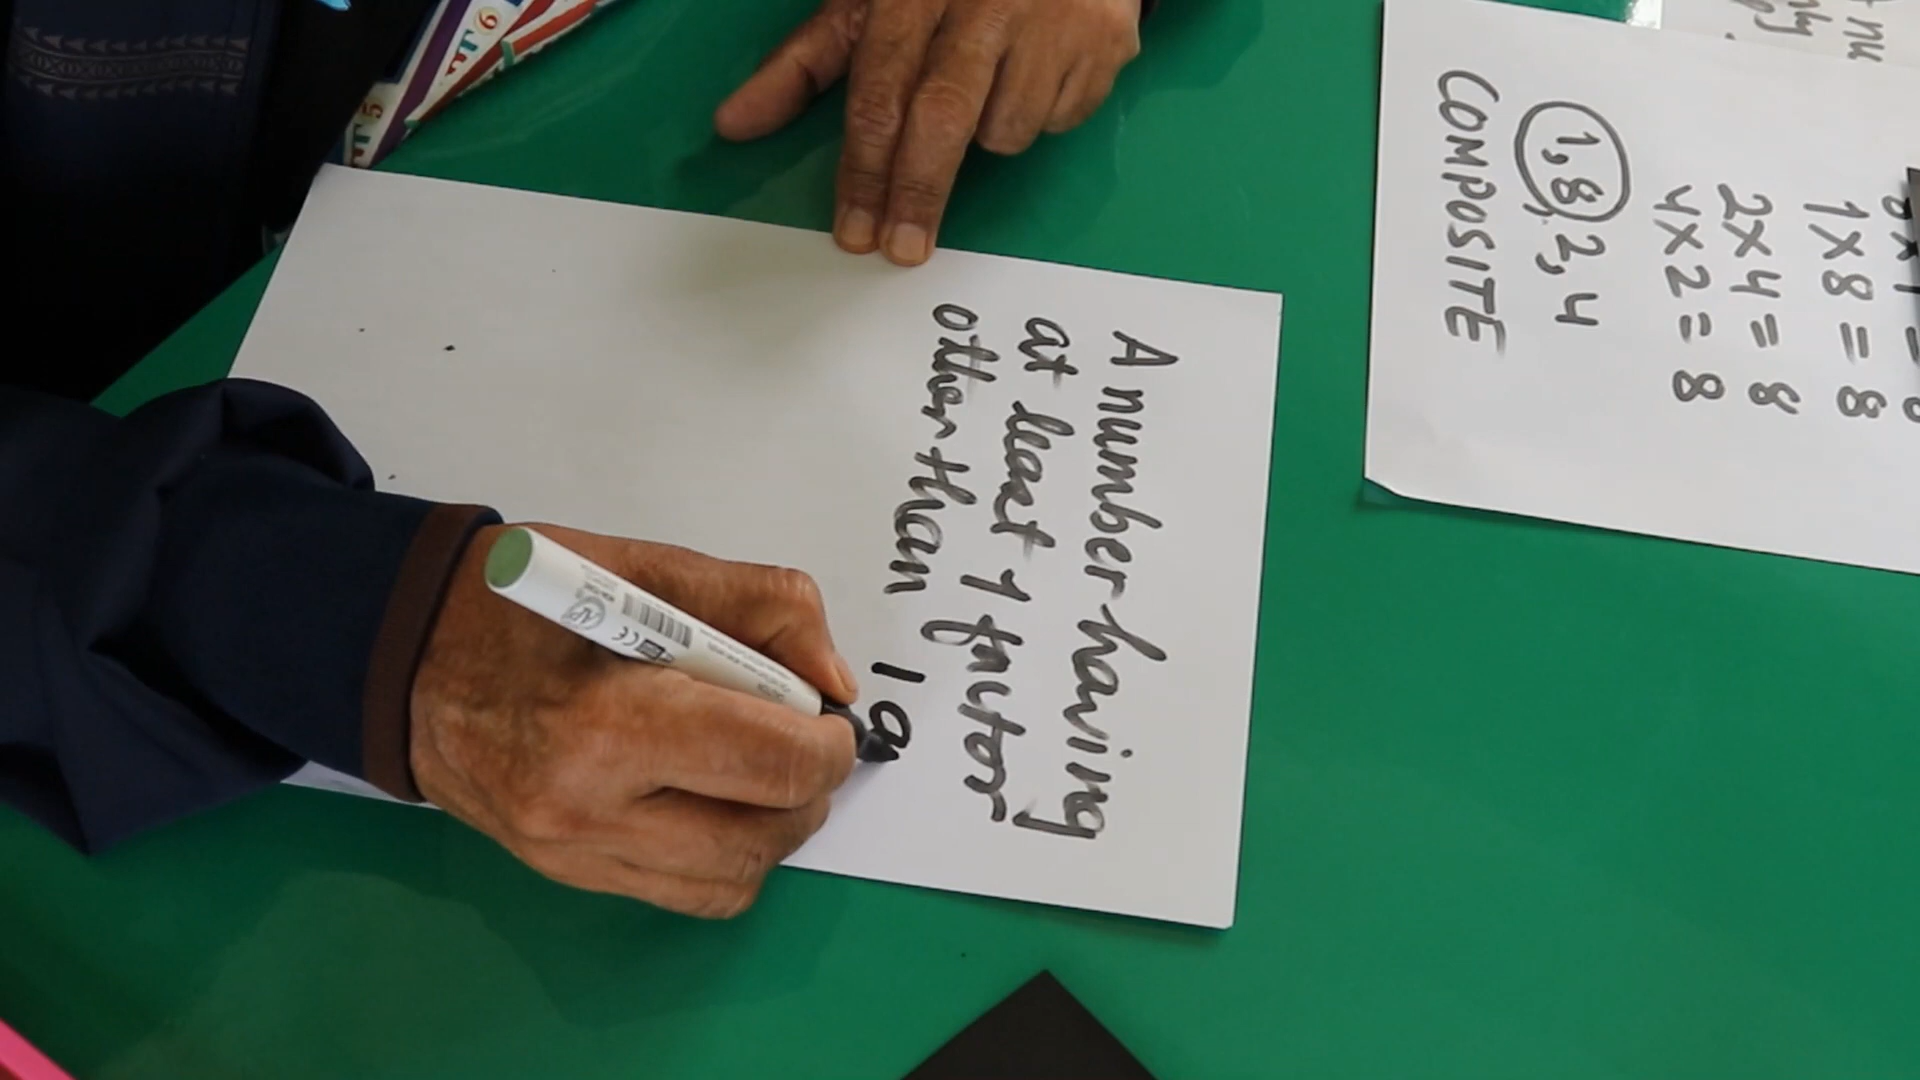 A number having
at least 1 factor
other than 1 a
1 X 8 = 8
2 X 4 = 8
4 X 2 = 8
1, 8, 2, 4
COMPOSITE
CE